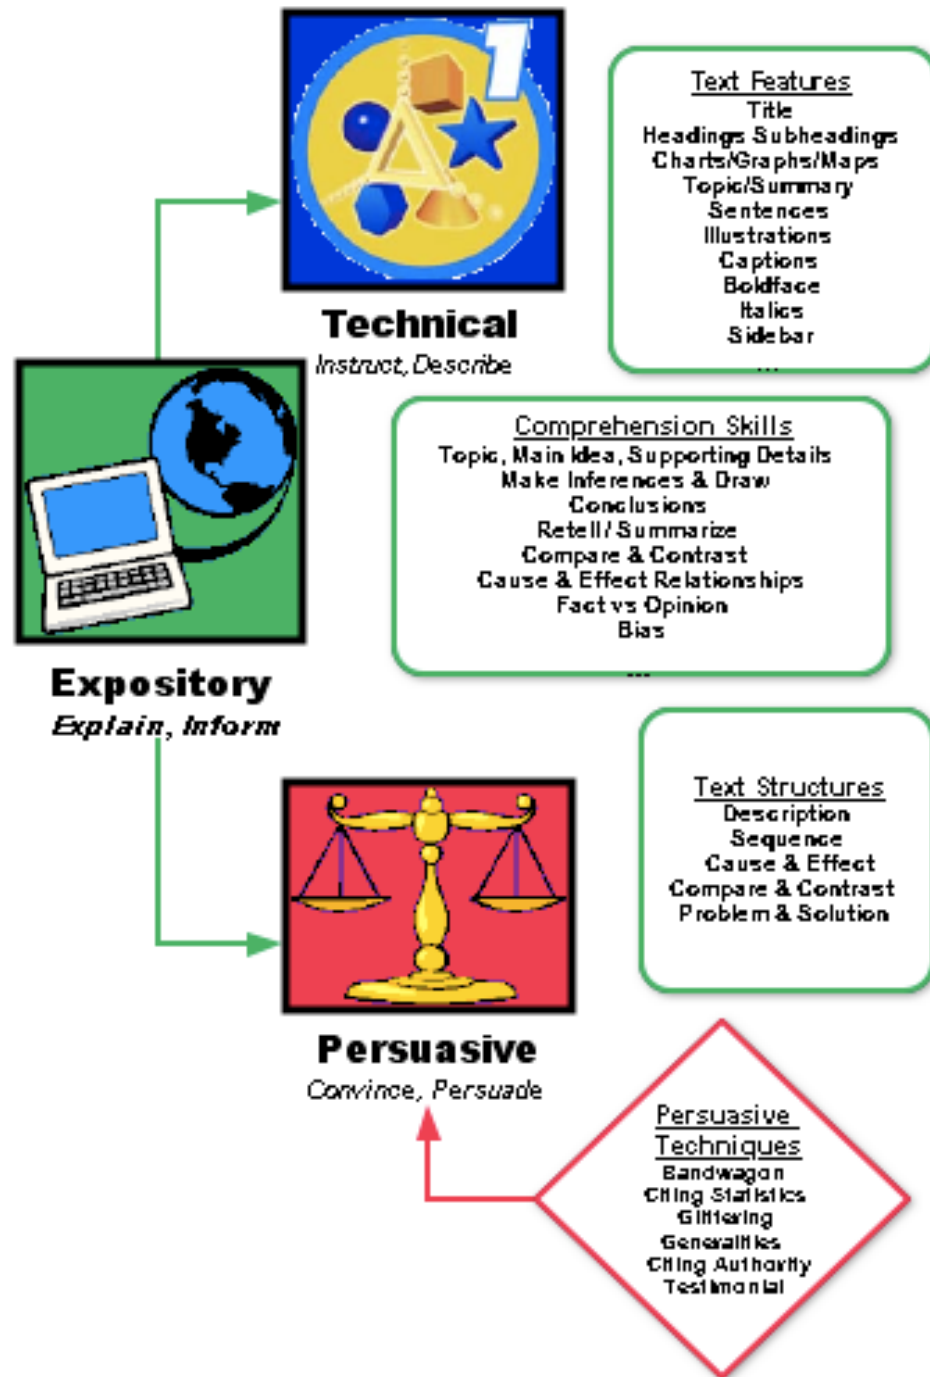 1
Text Features
Title
Headings Subheadings
Charts/Graphs/Maps
Topic/Summary
Sentences
Illustrations
Captions
Boldface
Italics
Sidebar
...
Technical
Instruct, Describe
Comprehension Skills
Topic, Main Idea, Supporting Details
Make Inferences & Draw
Conclusions
Retell / Summarize
Compare & Contrast
Cause & Effect Relationships
Fact vs Opinion
Bias
...
Expository
Explain, Inform
Text Structures
Description
Sequence
Cause & Effect
Compare & Contrast
Problem & Solution
Persuasive
Convince, Persuade
Persuasive
Techniques
Bandwagon
Citing Statistics
Glittering
Generalities
Citing Authority
Testimonial